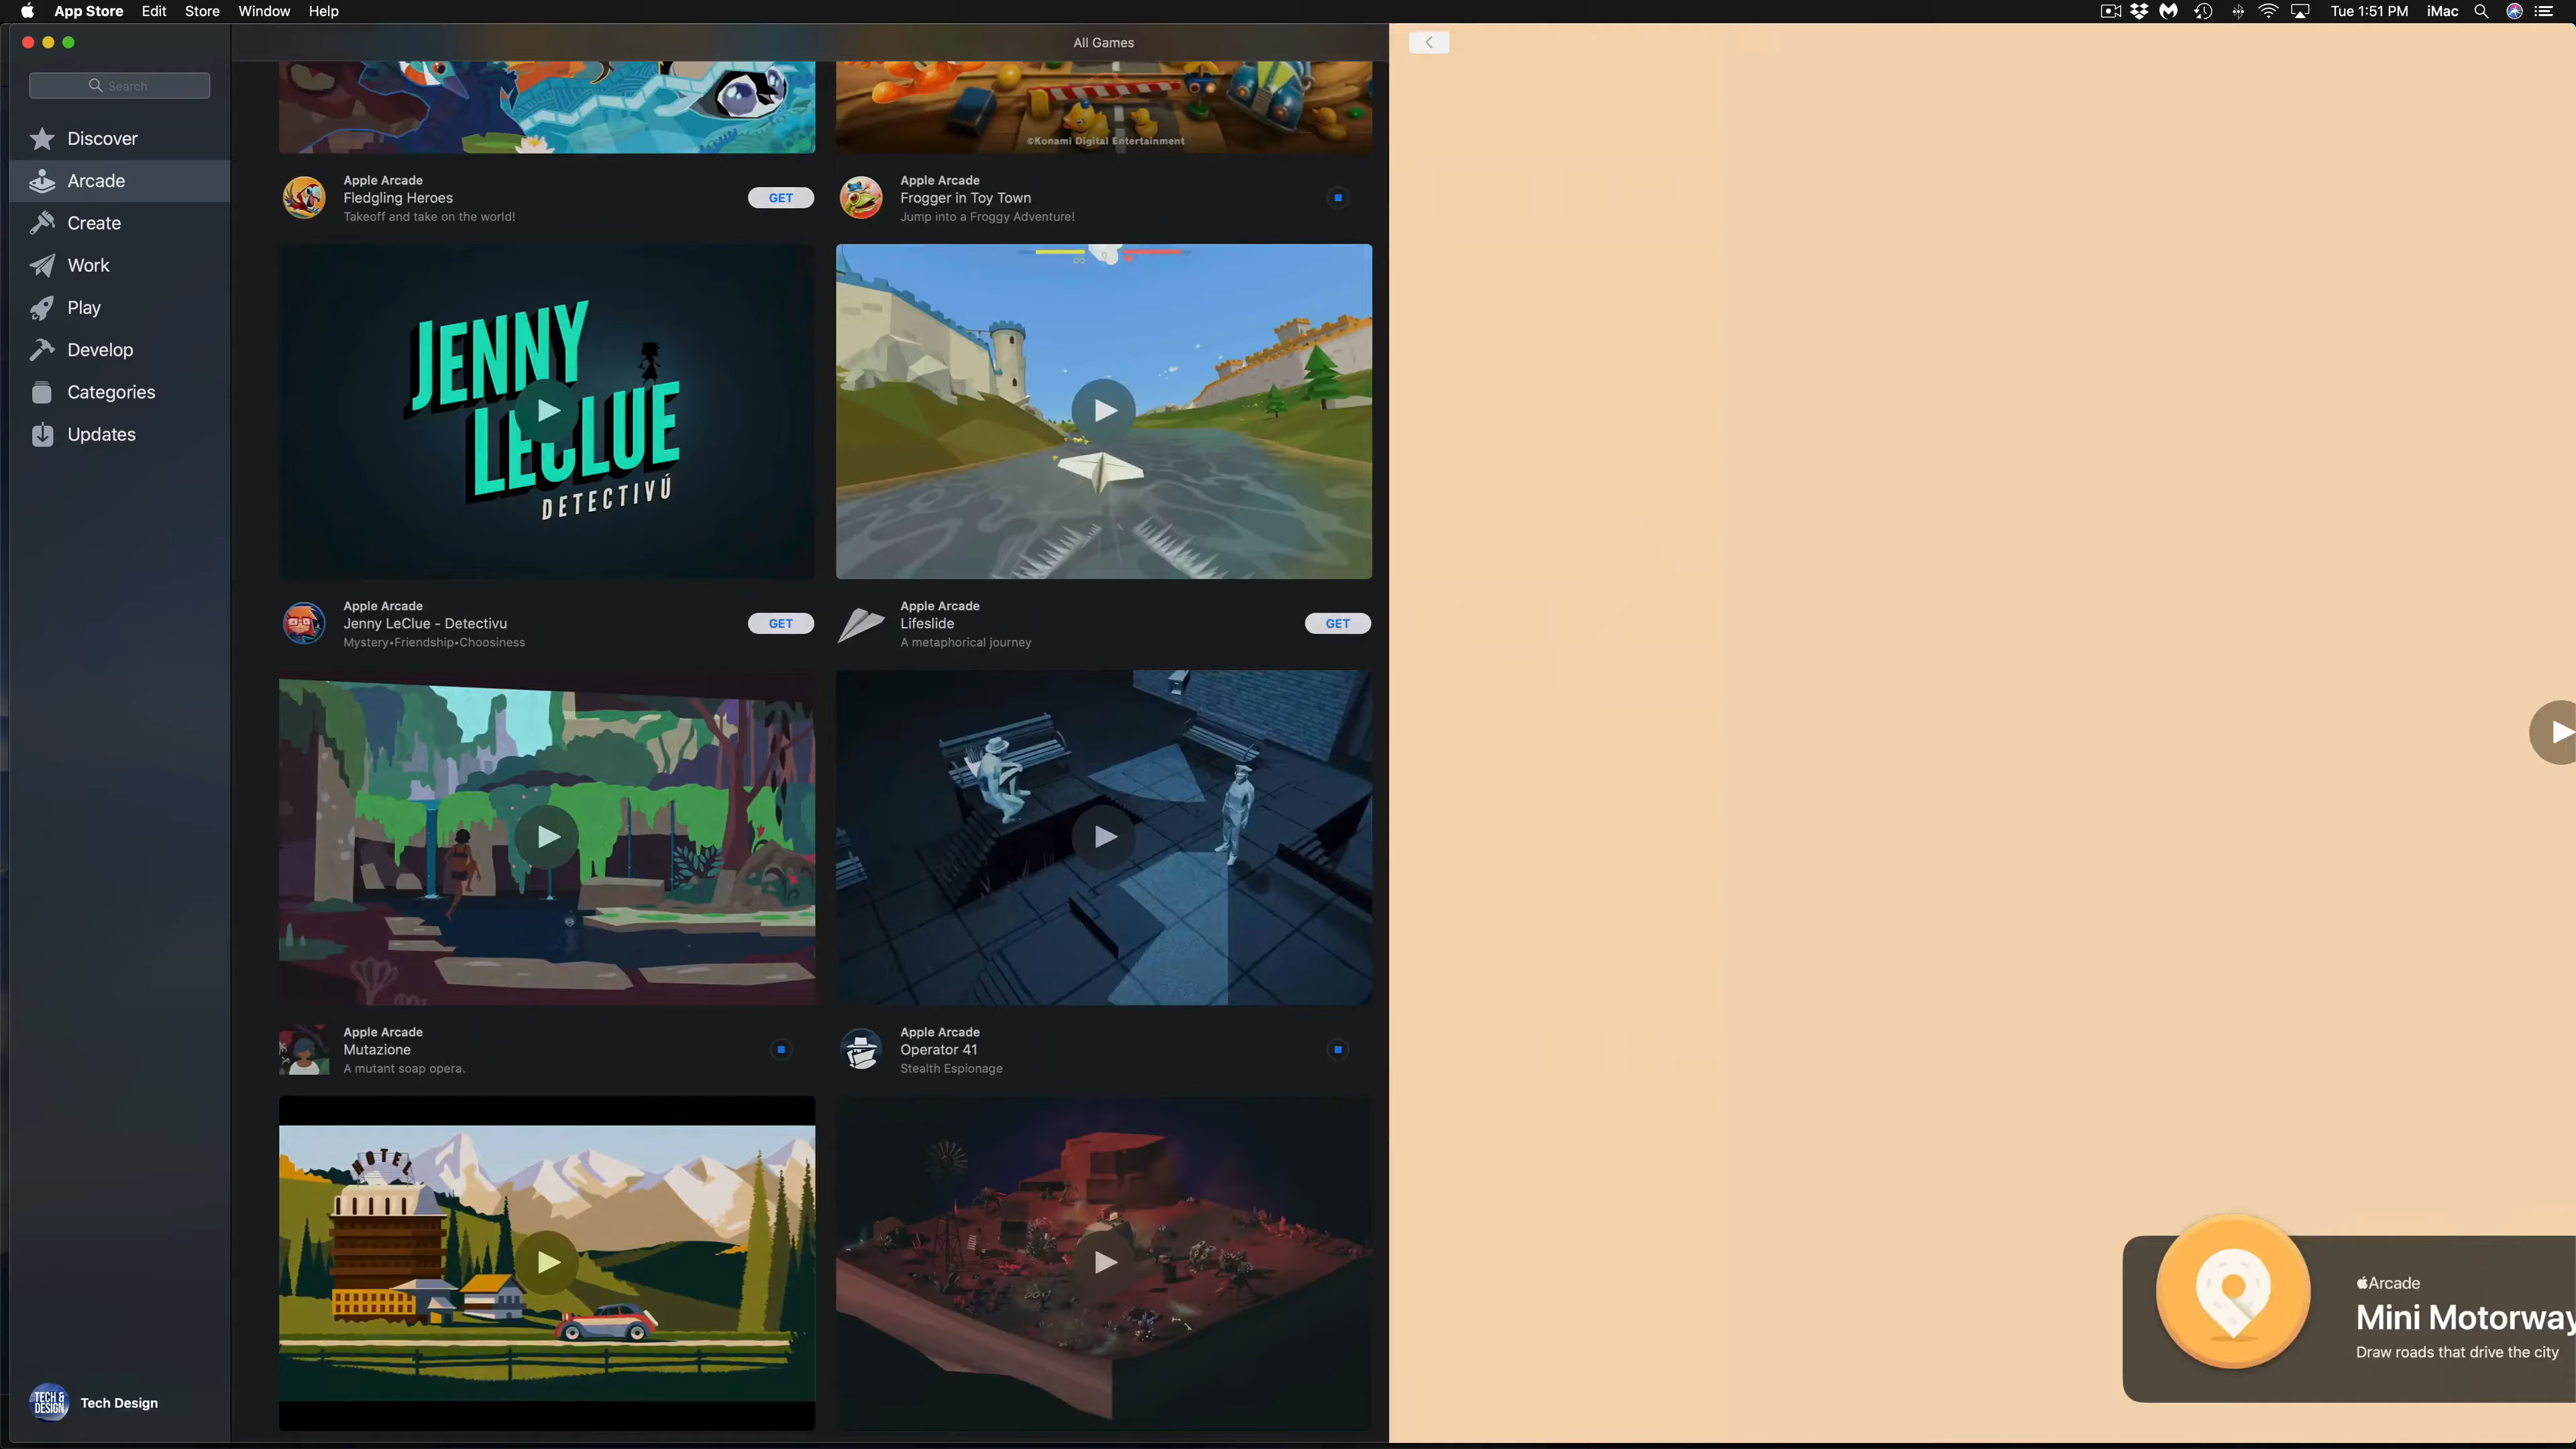 App Store Edit Store Window Help
Tue 1:51 PM iMac
All Games
Search
Discover
Arcade
Create
Work
Play
Develop
Categories
Updates
Tech Design
TECH &
DESIGN
©Konami Digital Entertainment
Apple Arcade
Fledgling Heroes
Takeoff and take on the world!
GET
Apple Arcade
Frogger in Toy Town
Jump into a Froggy Adventure!
JENNY
LECLUE
DETECTIVÚ
Apple Arcade
Jenny LeClue - Detectivu
Mystery•Friendship•Choosiness
GET
Apple Arcade
Lifeslide
A metaphorical journey
GET
Apple Arcade
Mutazione
A mutant soap opera.
Apple Arcade
Operator 41
Stealth Espionage
HOTEL
Arcade
Mini Motorway
Draw roads that drive the city